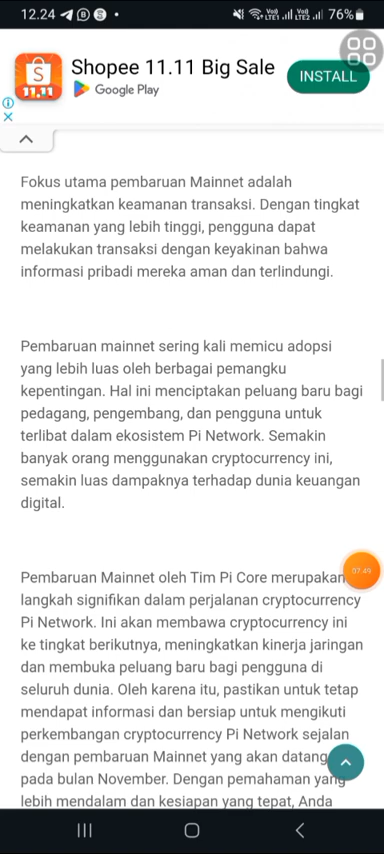 12.24
76%
Shopee 11.11 Big Sale
Google Play
INSTALL
11.11
Fokus utama pembaruan Mainnet adalah
meningkatkan keamanan transaksi. Dengan tingkat
keamanan yang lebih tinggi, pengguna dapat
melakukan transaksi dengan keyakinan bahwa
informasi pribadi mereka aman dan terlindungi.
Pembaruan mainnet sering kali memicu adopsi
yang lebih luas oleh berbagai pemangku
kepentingan. Hal ini menciptakan peluang baru bagi
pedagang, pengembang, dan pengguna untuk
terlibat dalam ekosistem Pi Network. Semakin
banyak orang menggunakan cryptocurrency ini,
semakin luas dampaknya terhadap dunia keuangan
digital.
07:49
Pembaruan Mainnet oleh Tim Pi Core merupakan
langkah signifikan dalam perjalanan cryptocurrency
Pi Network. Ini akan membawa cryptocurrency ini
ke tingkat berikutnya, meningkatkan kinerja jaringan
dan membuka peluang baru bagi pengguna di
seluruh dunia. Oleh karena itu, pastikan untuk tetap
mendapat informasi dan bersiap untuk mengikuti
perkembangan cryptocurrency Pi Network sejalan
dengan pembaruan Mainnet yang akan datang
pada bulan November. Dengan pemahaman yang
lebih mendalam dan kesiapan yang tepat, Anda